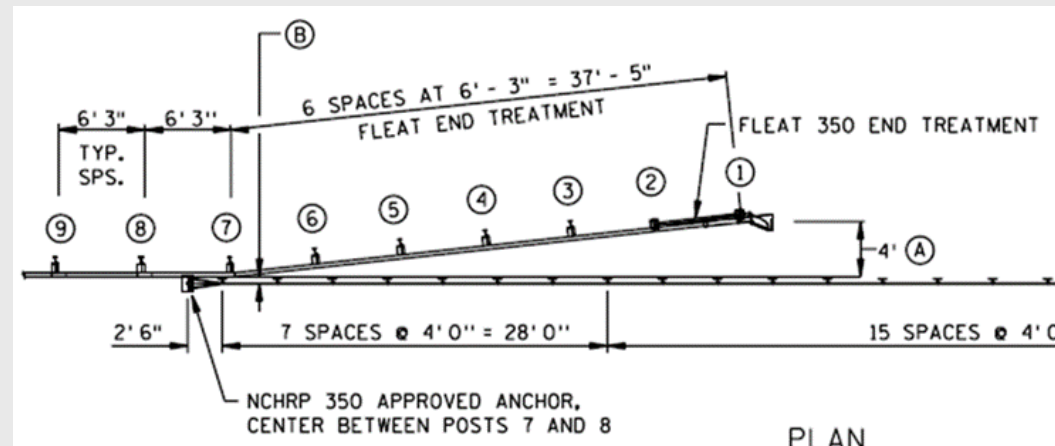 B
6 SPACES AT 6' - 3" = 37' - 5"
FLEAT END TREATMENT
6' 3" 6' 3"
TYP.
SPS.
FLEAT 350 END TREATMENT
9 8 7 6 5 4 3 2 1
4' A
2' 6" 7 SPACES @ 4' 0" = 28' 0" 15 SPACES @ 4'
NCHRP 350 APPROVED ANCHOR,
CENTER BETWEEN POSTS 7 AND 8
PLAN